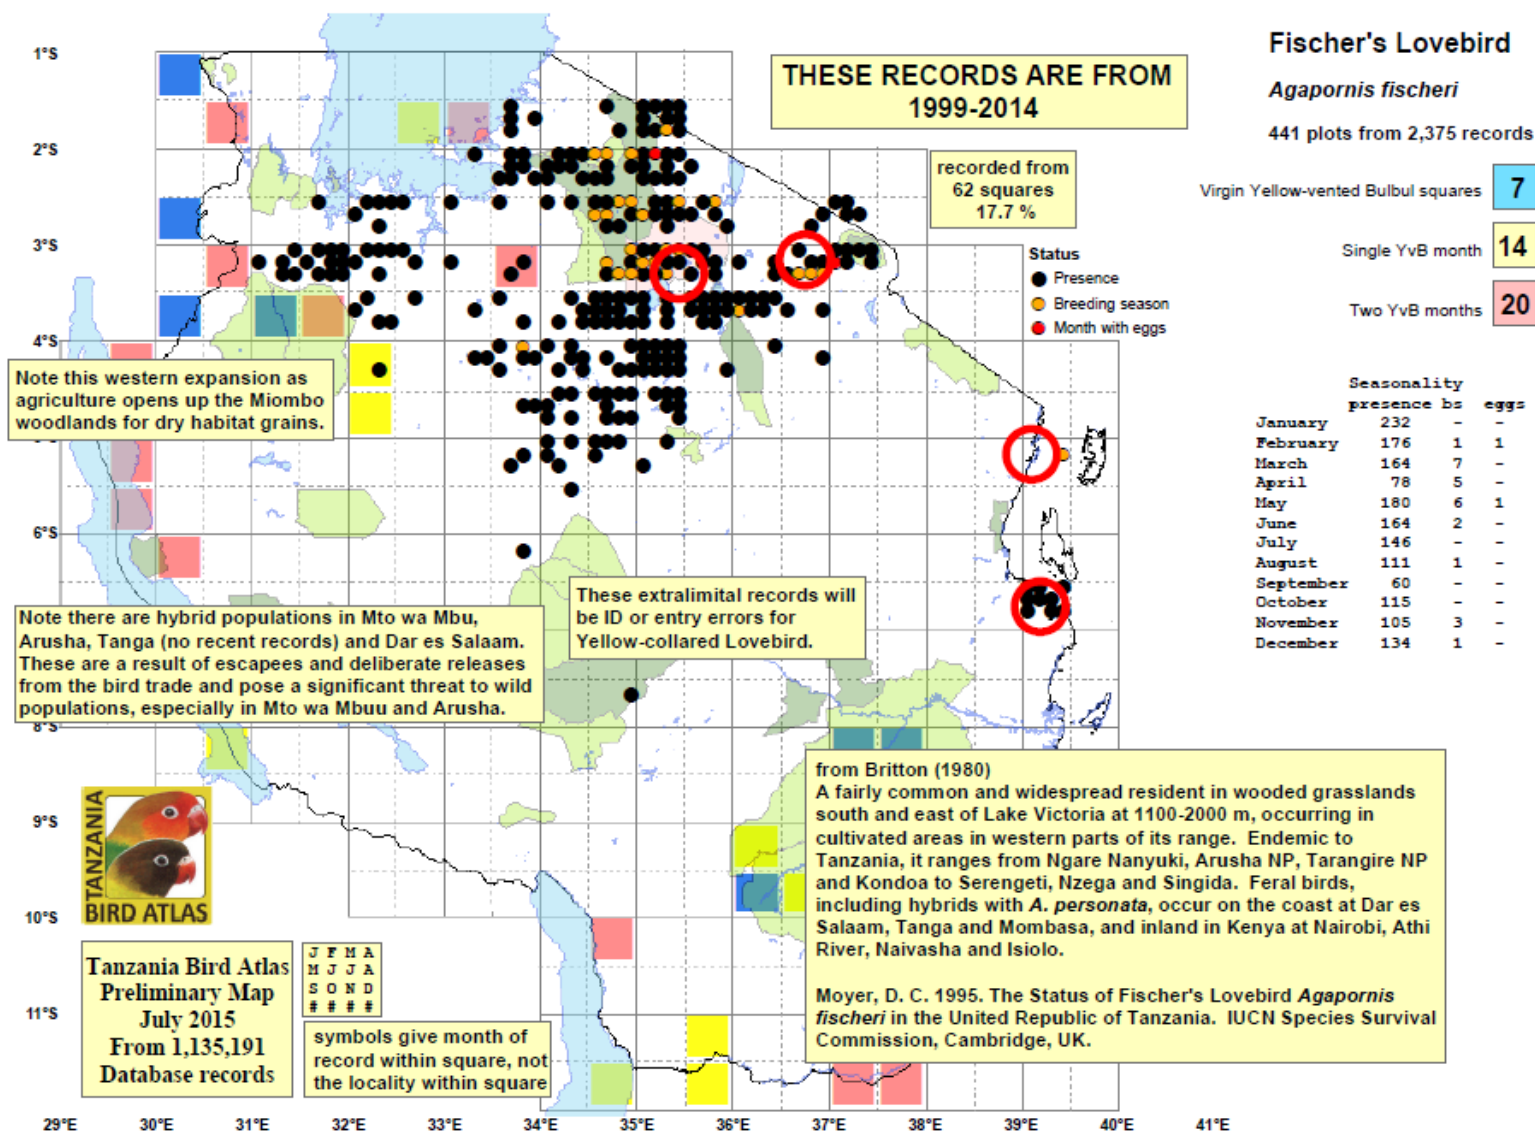 1°S
2°S
3°S
4°S
6°S
8°S
9°S
10°S
11°S
29°E
30°E
31°E
32°E
33°E
34°E
35°E
36°E
37°E
38°E
39°E
40°E
41°E
THESE RECORDS ARE FROM
1999-2014
recorded from
62 squares
17.7 %
Status
Presence
Breeding season
Month with eggs
Fischer's Lovebird
Agapornis fischeri
441 plots from 2,375 records
Virgin Yellow-vented Bulbul squares 7
Single YvB month 14
Two YvB months 20
Seasonality
presence bs eggs
January 232 - -
February 176 1 1
March 164 7 -
April 78 5 -
May 180 6 1
June 164 2 -
July 146 - -
August 111 1 -
September 60 - -
October 115 - -
November 105 3 -
December 134 1 -
Note this western expansion as
agriculture opens up the Miombo
woodlands for dry habitat grains.
Note there are hybrid populations in Mto wa Mbu,
Arusha, Tanga (no recent records) and Dar es Salaam.
These are a result of escapees and deliberate releases
from the bird trade and pose a significant threat to wild
populations, especially in Mto wa Mbuu and Arusha.
These extralimital records will
be ID or entry errors for
Yellow-collared Lovebird.
from Britton (1980)
A fairly common and widespread resident in wooded grasslands
south and east of Lake Victoria at 1100-2000 m, occurring in
cultivated areas in western parts of its range. Endemic to
Tanzania, it ranges from Ngare Nanyuki, Arusha NP, Tarangire NP
and Kondoa to Serengeti, Nzega and Singida. Feral birds,
including hybrids with A. personata, occur on the coast at Dar es
Salaam, Tanga and Mombasa, and inland in Kenya at Nairobi, Athi
River, Naivasha and Isiolo.
Moyer, D. C. 1995. The Status of Fischer's Lovebird Agapornis
fischeri in the United Republic of Tanzania. IUCN Species Survival
Commission, Cambridge, UK.
TANZANIA
BIRD ATLAS
Tanzania Bird Atlas
Preliminary Map
July 2015
From 1,135,191
Database records
J F M A
M J J A
S O N D
# # # #
symbols give month of
record within square, not
the locality within square